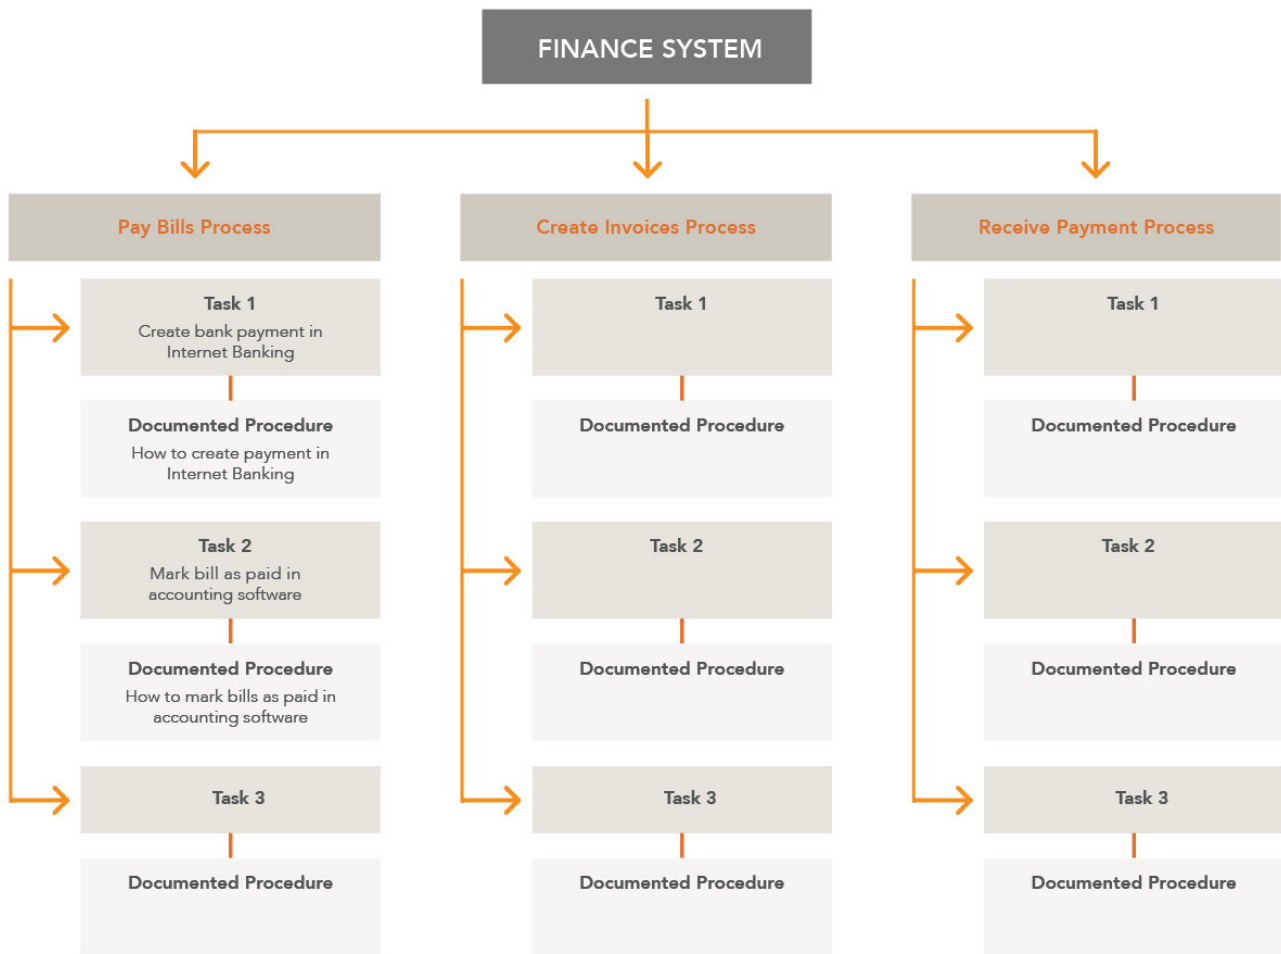 FINANCE SYSTEM
Pay Bills Process
Task 1
Create bank payment in
Internet Banking
Documented Procedure
How to create payment in
Internet Banking
Task 2
Mark bill as paid in
accounting software
Documented Procedure
How to mark bills as paid in
accounting software
Task 3
Documented Procedure
Create Invoices Process
Task 1
Documented Procedure
Task 2
Documented Procedure
Task 3
Documented Procedure
Receive Payment Process
Task 1
Documented Procedure
Task 2
Documented Procedure
Task 3
Documented Procedure